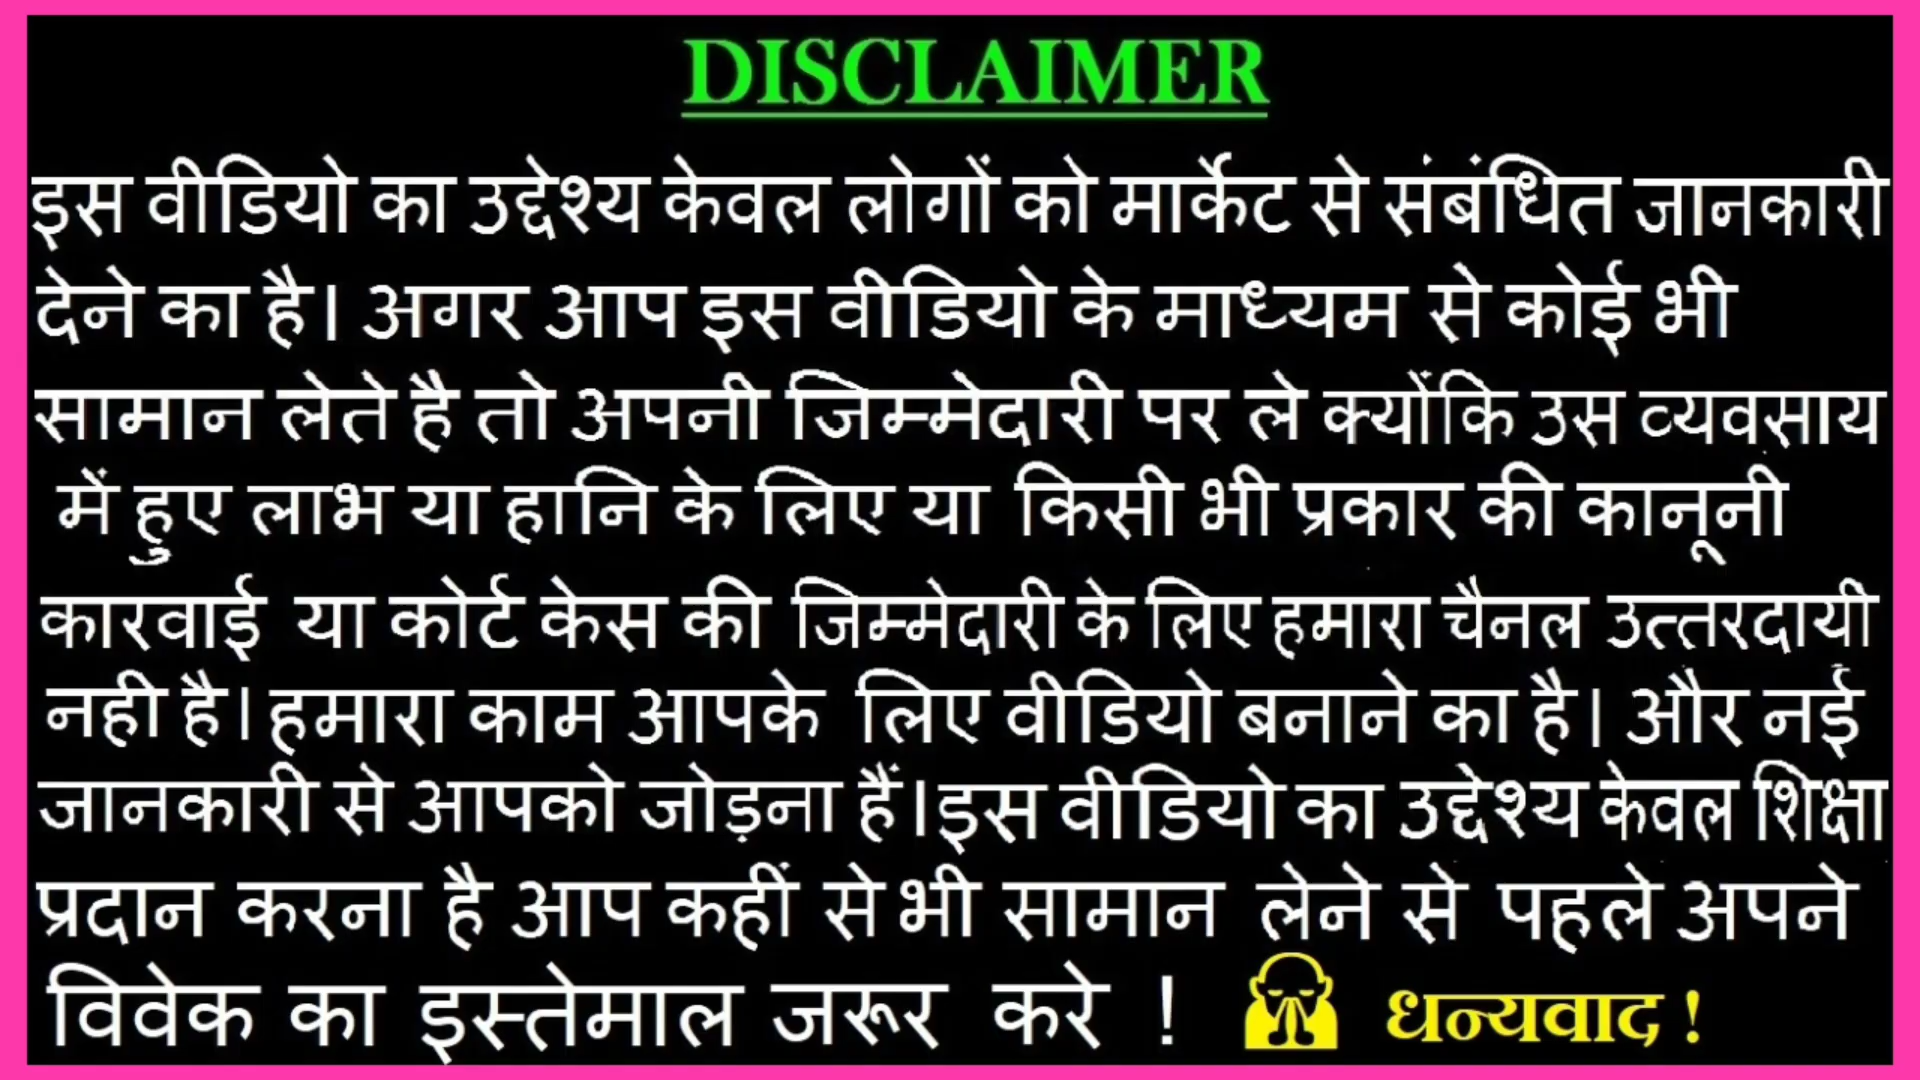 DISCLAIMER
इस वीडियो का उद्देश्य केवल लोगों को मार्केट से संबंधित जानकारी
देने का है। अगर आप इस वीडियो के माध्यम से कोई भी
सामान लेते है तो अपनी जिम्मेदारी पर ले क्योंकि उस व्यवसाय
में हुए लाभ या हानि के लिए या किसी भी प्रकार की कानूनी
कारवाई या कोर्ट केस की जिम्मेदारी के लिए हमारा चैनल उत्तरदायी
नही है। हमारा काम आपके लिए वीडियो बनाने का है। और नई
जानकारी से आपको जोड़ना हैं।इस वीडियो का उद्देश्य केवल शिक्षा
प्रदान करना है आप कहीं से भी सामान लेने से पहले अपने
विवेक का इस्तेमाल जरूर करे ! धन्यवाद !